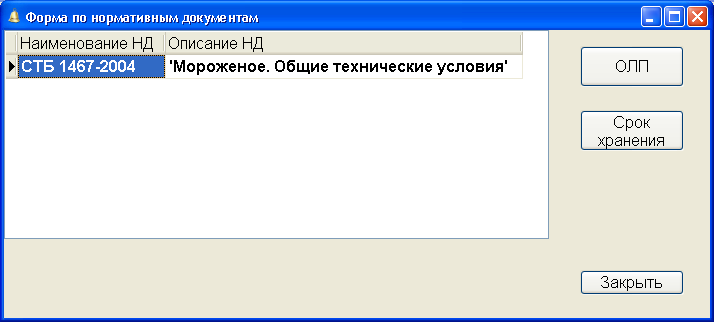 Форма по нормативным документам
Наименование НД Описание НД
СТБ 1467-2004 'Мороженое. Общие технические условия'
ОЛП
Срок
хранения
Закрыть